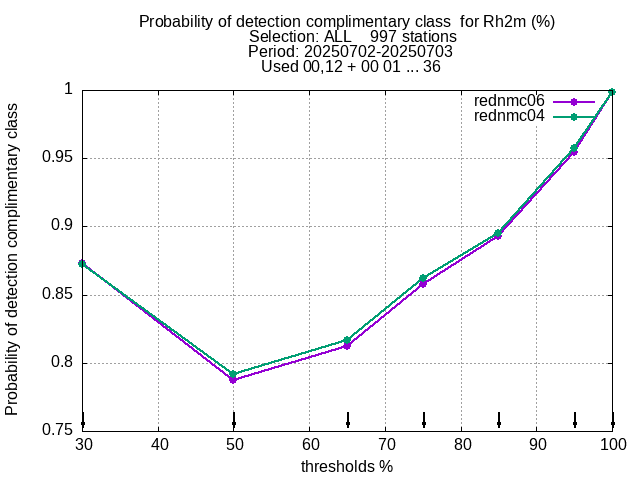 Probability of detection complimentary class  for Rh2m (%)
Selection: ALL    997 stations
Period: 20250702-20250703
Used 00,12 + 00 01 ... 36
rednmc06
rednmc04
Probability of detection complimentary class
1
0.95
0.9
0.85
0.8
0.75
30 40 50 60 70 80 90 100
thresholds %